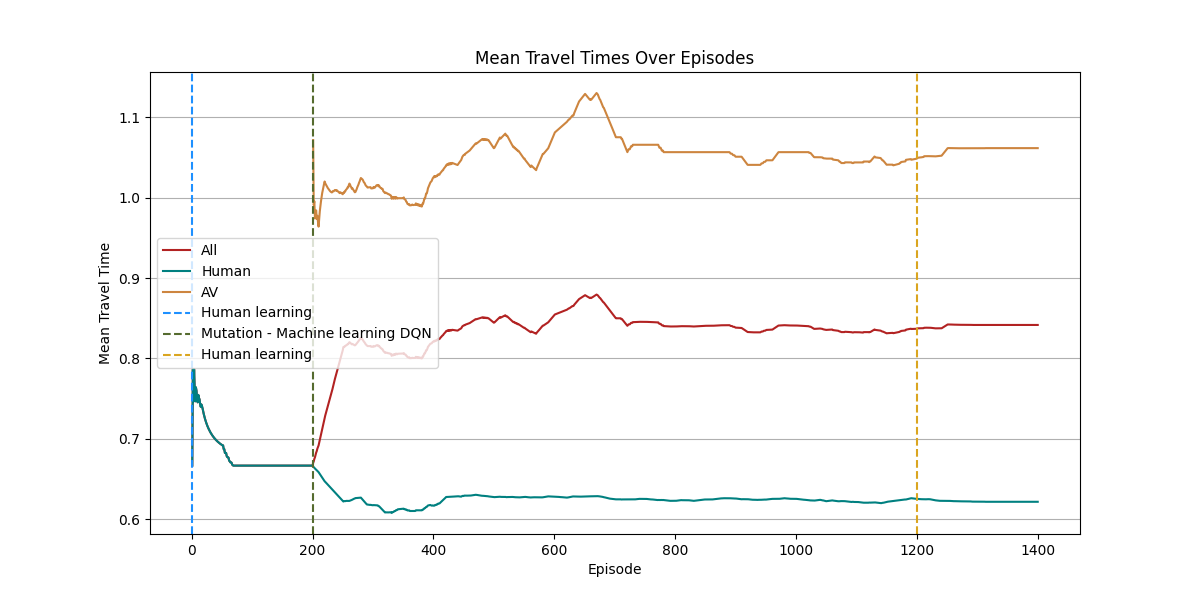 Mean Travel Times Over Episodes
Mean Travel Time
1.1
1.0
0.9
0.8
0.7
0.6
All
Human
AV
Human learning
Mutation - Machine learning DQN
Human learning
0 200 400 600 800 1000 1200 1400
Episode